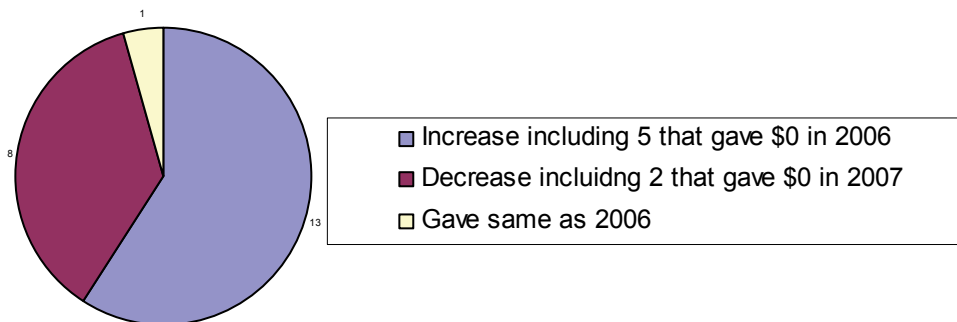 1
8
13
Increase including 5 that gave $0 in 2006
Decrease incluidng 2 that gave $0 in 2007
Gave same as 2006